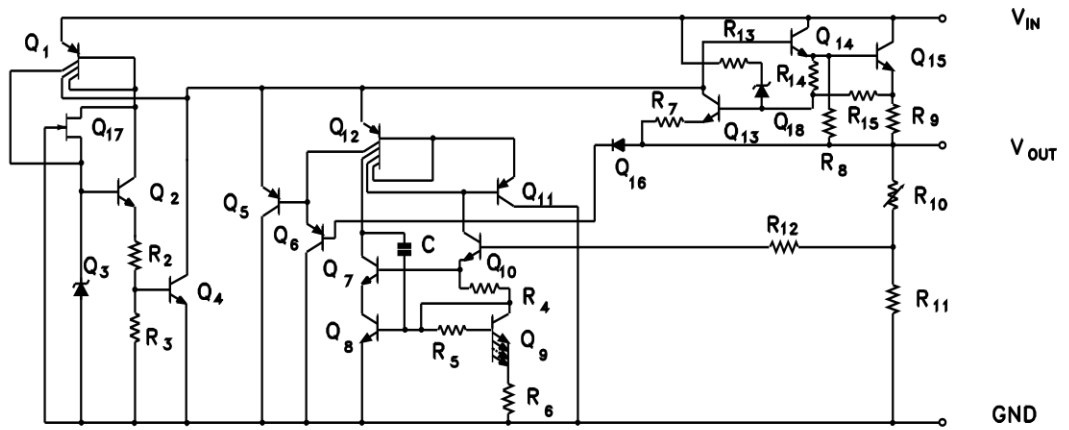 V IN
R 13
Q 14
Q 1
Q 15
R 14
R 7
Q 17
Q 12
Q 13
Q 18
R 15
R 9
V OUT
Q 16
R 8
Q 2
Q 5
Q 11
R 10
Q 6
R 12
C
Q 3
R 2
Q 7
Q 10
Q 4
R 4
R 11
R 3
Q 8
R 5
Q 9
R 6
GND